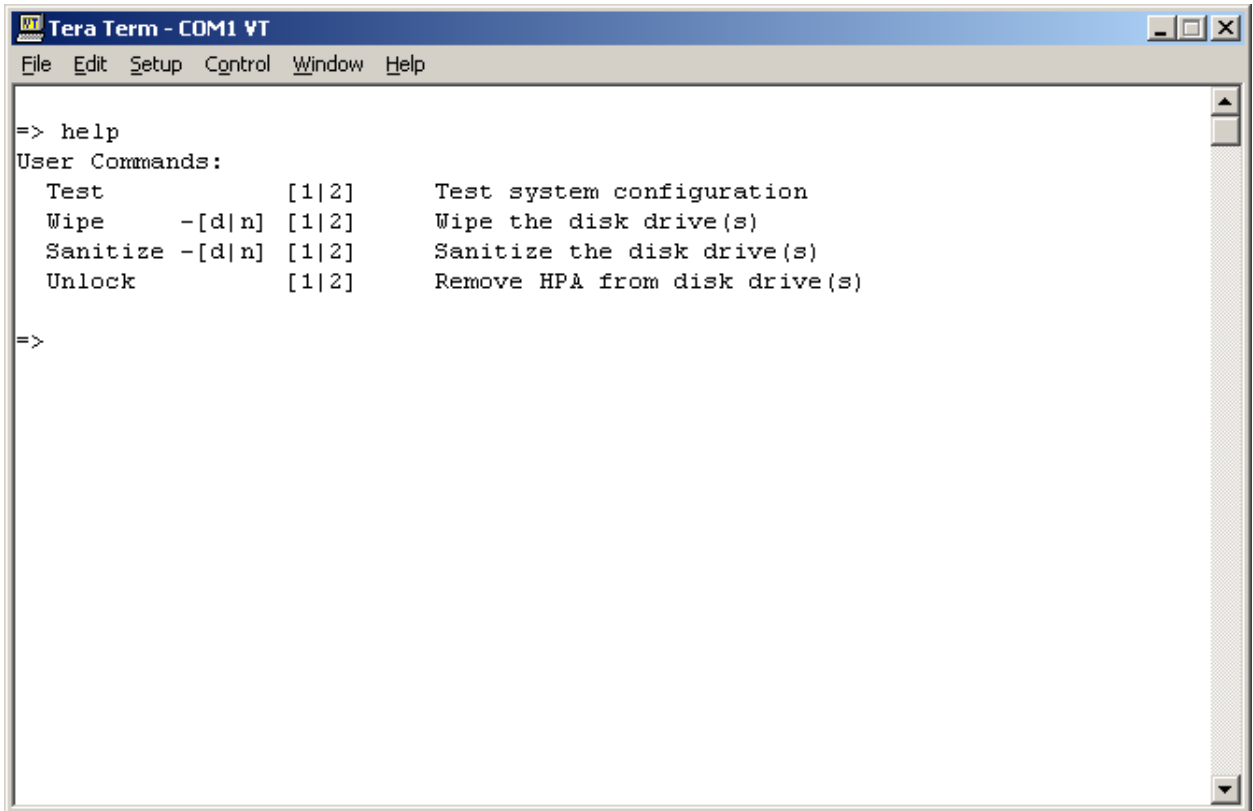 Tera Term - COM1 VT
File Edit Setup Control Window Help
=> help
User Commands:
  Test            [1|2]     Test system configuration
  Wipe     -[d|n] [1|2]     Wipe the disk drive(s)
  Sanitize -[d|n] [1|2]     Sanitize the disk drive(s)
  Unlock          [1|2]     Remove HPA from disk drive(s)
=>